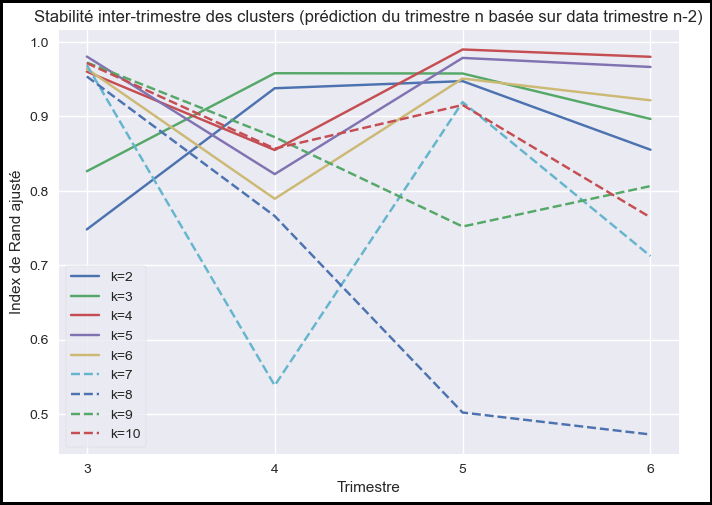 Stabilité inter-trimestre des clusters (prédiction du trimestre n basée sur data trimestre n-2)
Index de Rand ajusté
1.0
0.9
0.8
0.7
0.6
0.5
k=2
k=3
k=4
k=5
k=6
k=7
k=8
k=9
k=10
3
4
5
6
Trimestre